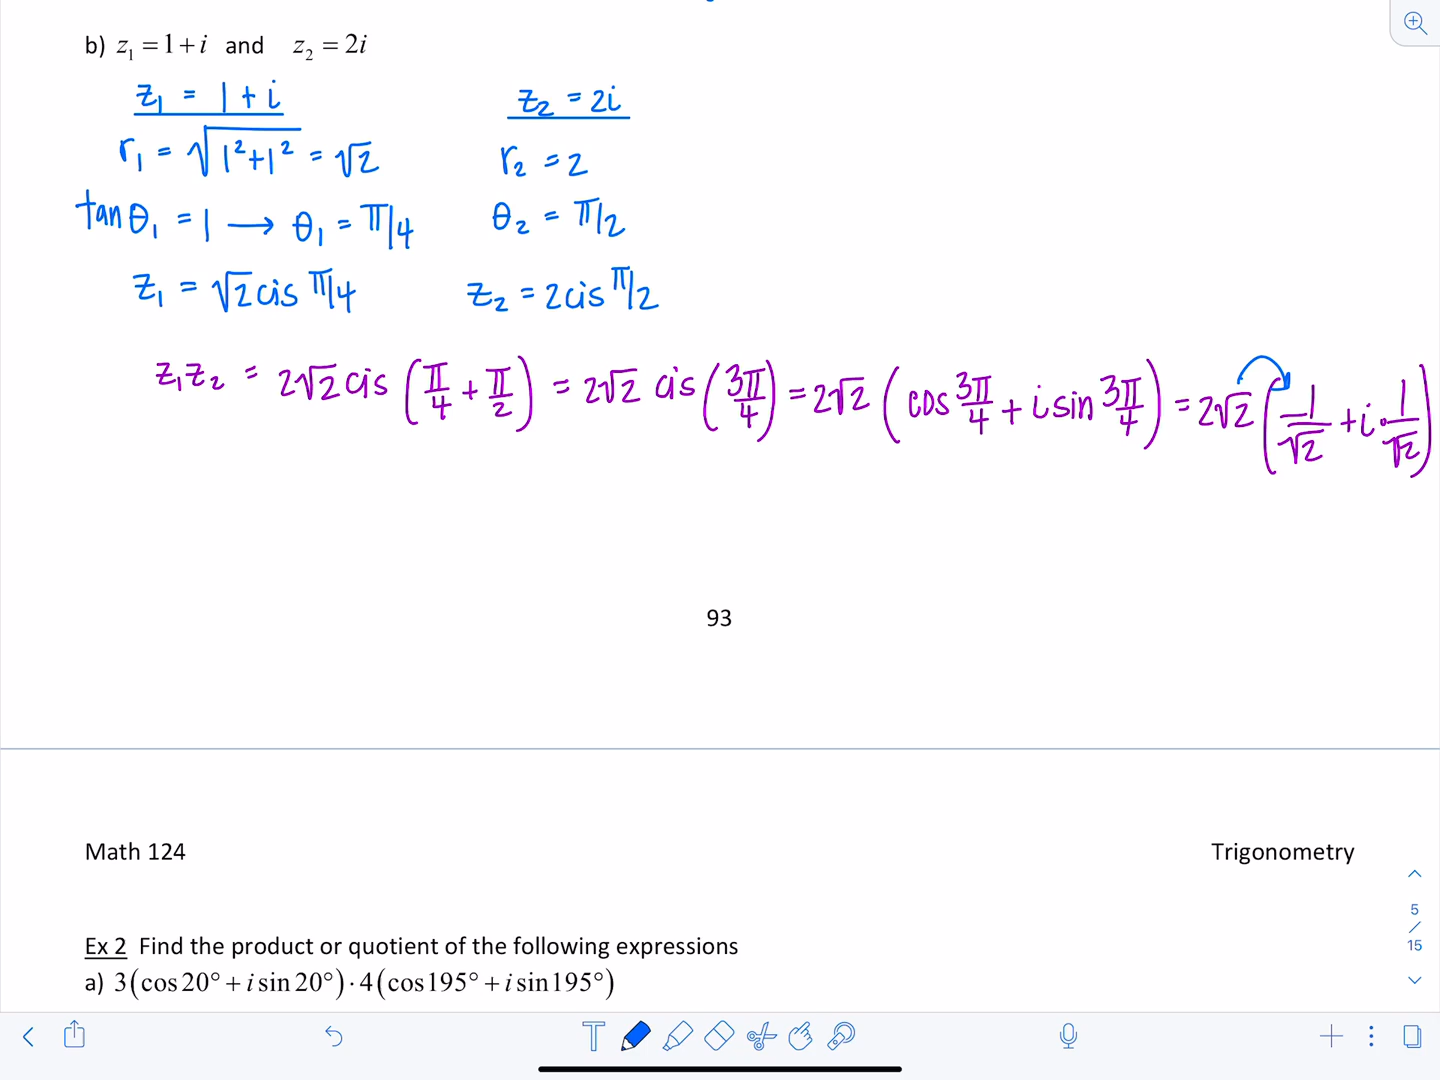 b) z₁ = 1 + i and z₂ = 2i
z₁ = 1 + i
r₁ = √(1² + 1²) = √2
tan θ₁ = 1 → θ₁ = π/4
z₁ = √2 cis π/4
z₂ = 2i
r₂ = 2
θ₂ = π/2
z₂ = 2 cis π/2
z₁z₂ = 2√2 cis (π/4 + π/2) = 2√2 cis (3π/4) = 2√2 (cos 3π/4 + i sin 3π/4) = 2√2 (-1/√2 + i · 1/√2)
93
Math 124
Trigonometry
Ex 2 Find the product or quotient of the following expressions
a) 3(cos 20° + i sin 20°) · 4(cos 195° + i sin 195°)
5
/
15
T